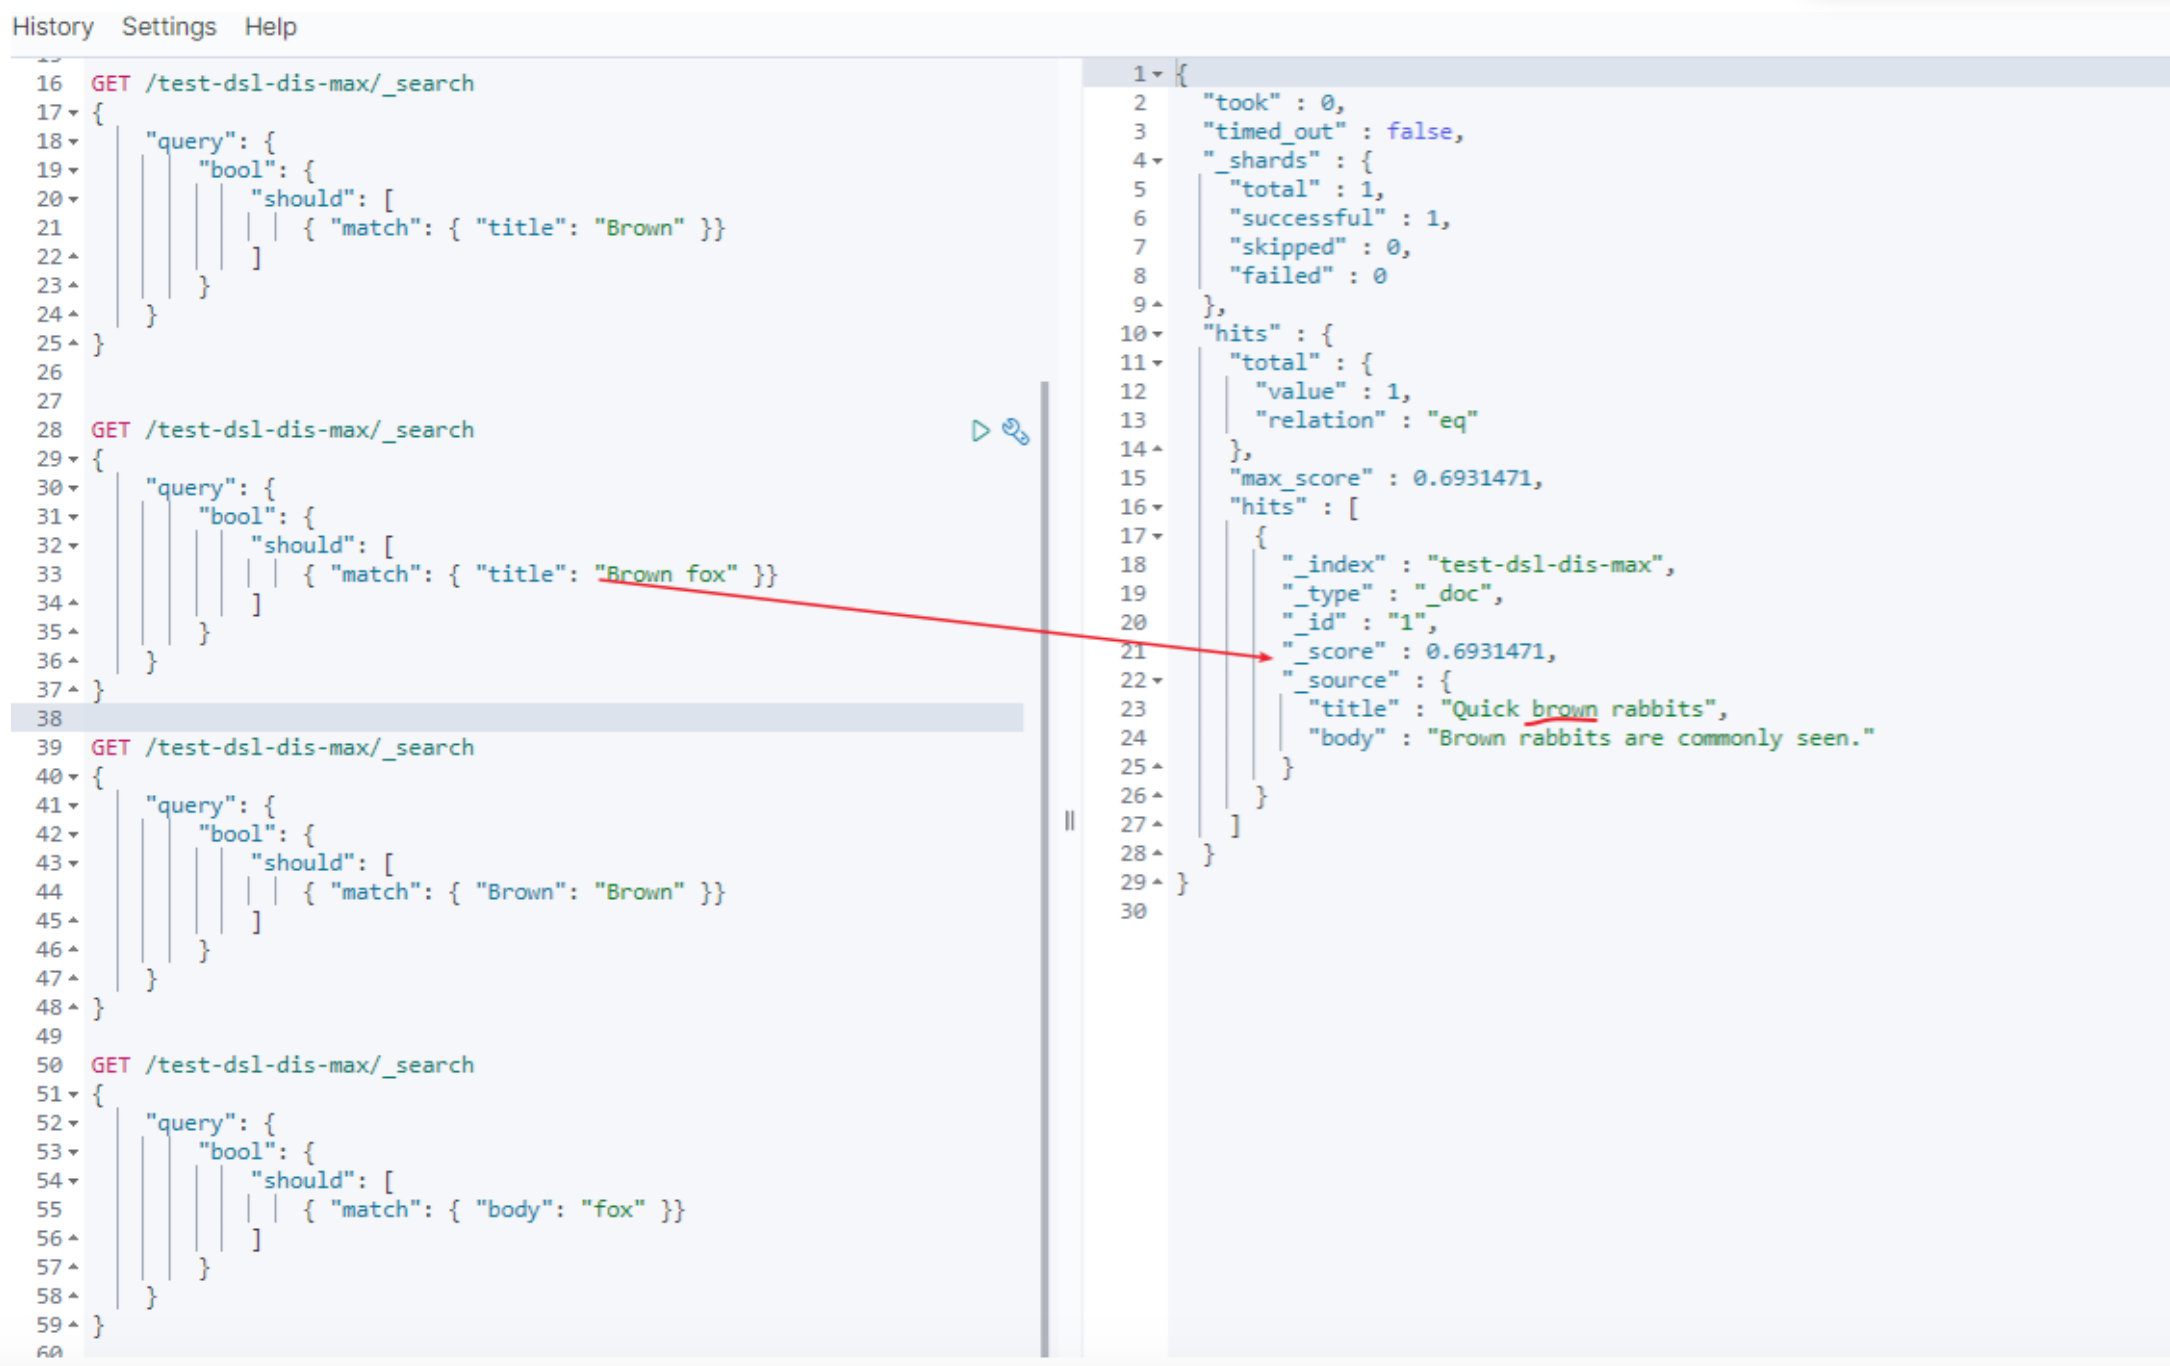 History Settings Help
15
16 GET /test-dsl-dis-max/_search
17 {
18 "query": {
19 "bool": {
20 "should": [
21 { "match": { "title": "Brown" }}
22 ]
23 }
24 }
25 }
26
27
28 GET /test-dsl-dis-max/_search
29 {
30 "query": {
31 "bool": {
32 "should": [
33 { "match": { "title": "Brown fox" }}
34 ]
35 }
36 }
37 }
38
39 GET /test-dsl-dis-max/_search
40 {
41 "query": {
42 "bool": {
43 "should": [
44 { "match": { "Brown": "Brown" }}
45 ]
46 }
47 }
48 }
49
50 GET /test-dsl-dis-max/_search
51 {
52 "query": {
53 "bool": {
54 "should": [
55 { "match": { "body": "fox" }}
56 ]
57 }
58 }
59 }
60
1 {
2 "took" : 0,
3 "timed_out" : false,
4 "_shards" : {
5 "total" : 1,
6 "successful" : 1,
7 "skipped" : 0,
8 "failed" : 0
9 },
10 "hits" : {
11 "total" : {
12 "value" : 1,
13 "relation" : "eq"
14 },
15 "max_score" : 0.6931471,
16 "hits" : [
17 {
18 "_index" : "test-dsl-dis-max",
19 "_type" : "_doc",
20 "_id" : "1",
21 "_score" : 0.6931471,
22 "_source" : {
23 "title" : "Quick brown rabbits",
24 "body" : "Brown rabbits are commonly seen."
25 }
26 }
27 ]
28 }
29 }
30